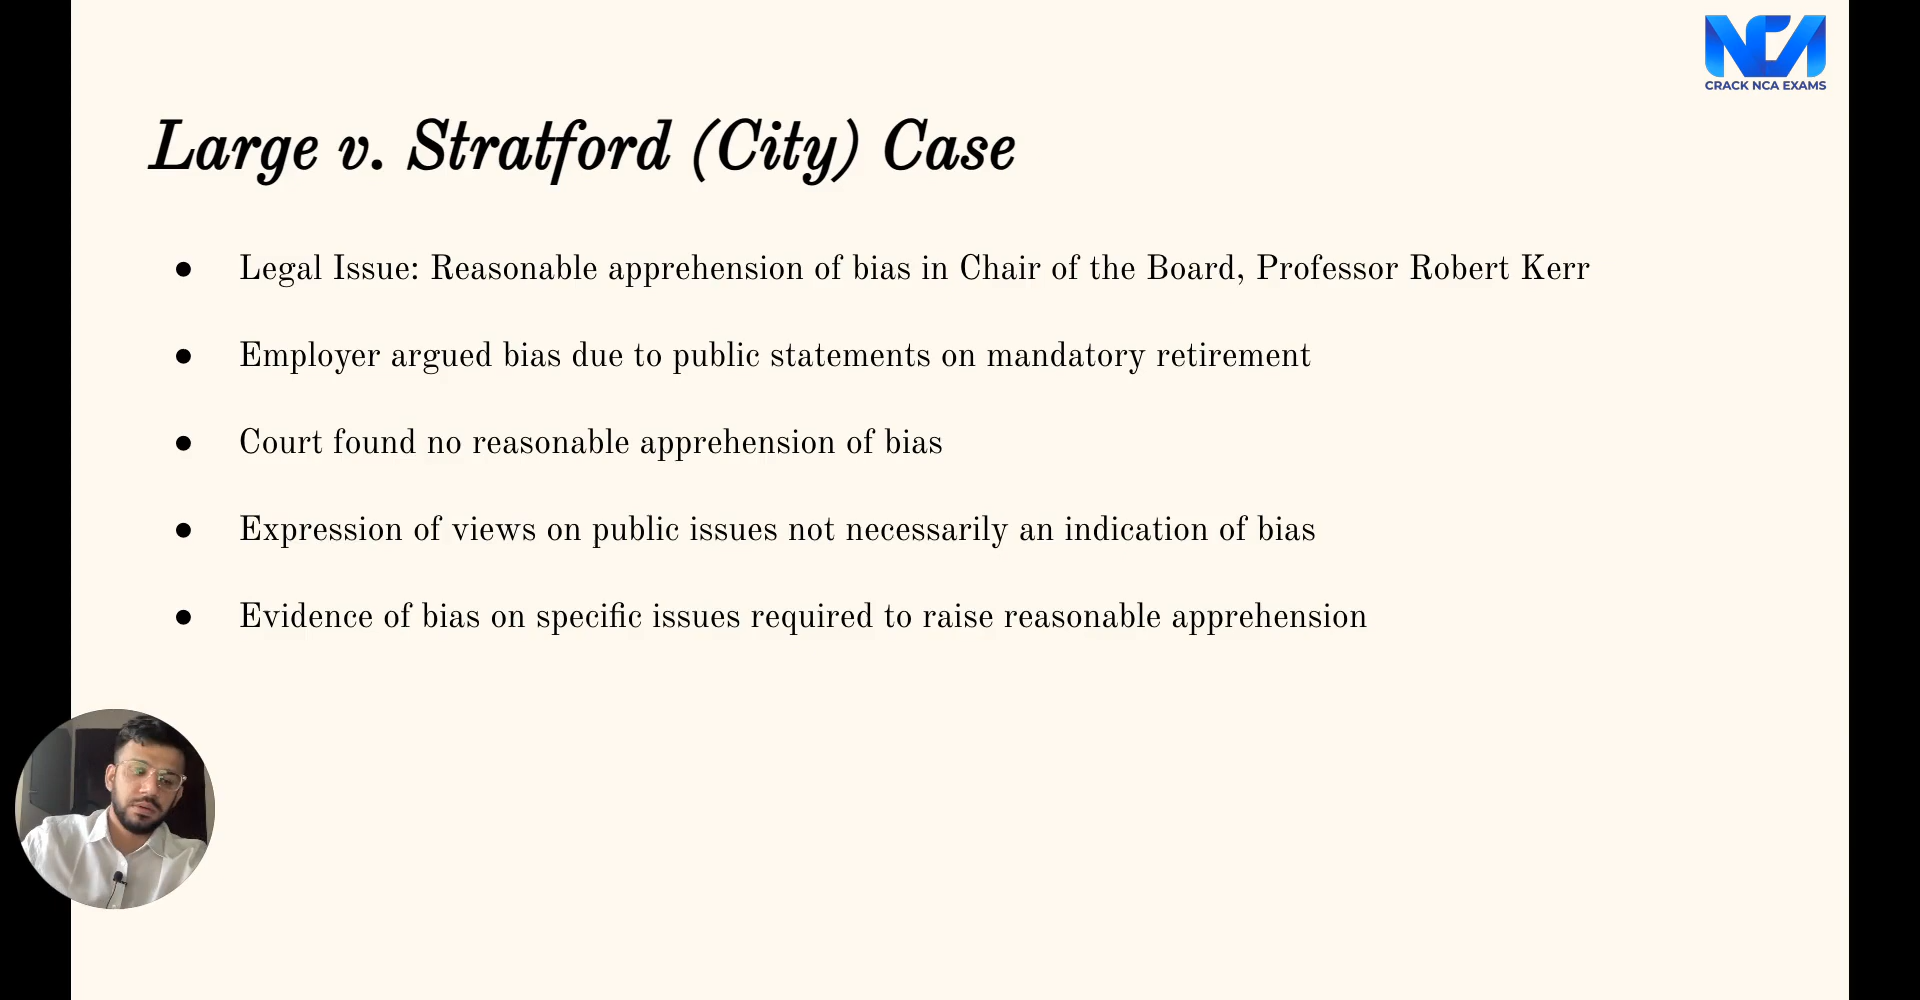 NCA
CRACK NCA EXAMS
Large v. Stratford (City) Case
● Legal Issue: Reasonable apprehension of bias in Chair of the Board, Professor Robert Kerr
● Employer argued bias due to public statements on mandatory retirement
● Court found no reasonable apprehension of bias
● Expression of views on public issues not necessarily an indication of bias
● Evidence of bias on specific issues required to raise reasonable apprehension